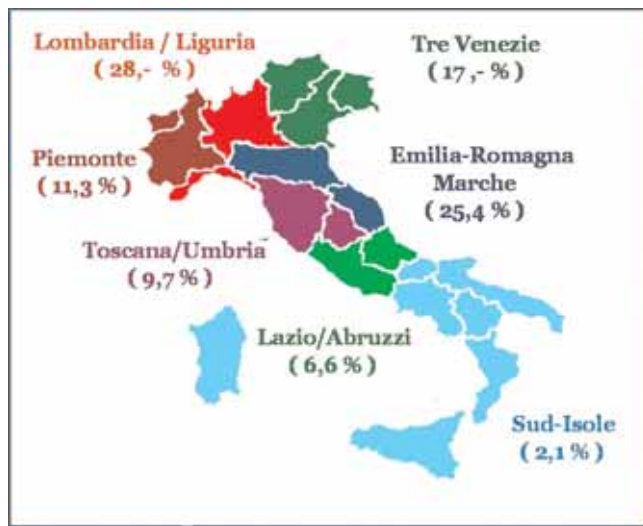 Lombardia / Liguria
( 28,- % )
Tre Venezie
( 17 ,- % )
Piemonte
( 11,3 % )
Emilia-Romagna
Marche
( 25,4 % )
Toscana/Umbria
( 9,7 % )
Lazio/Abruzzi
( 6,6 % )
Sud-Isole
( 2,1 % )